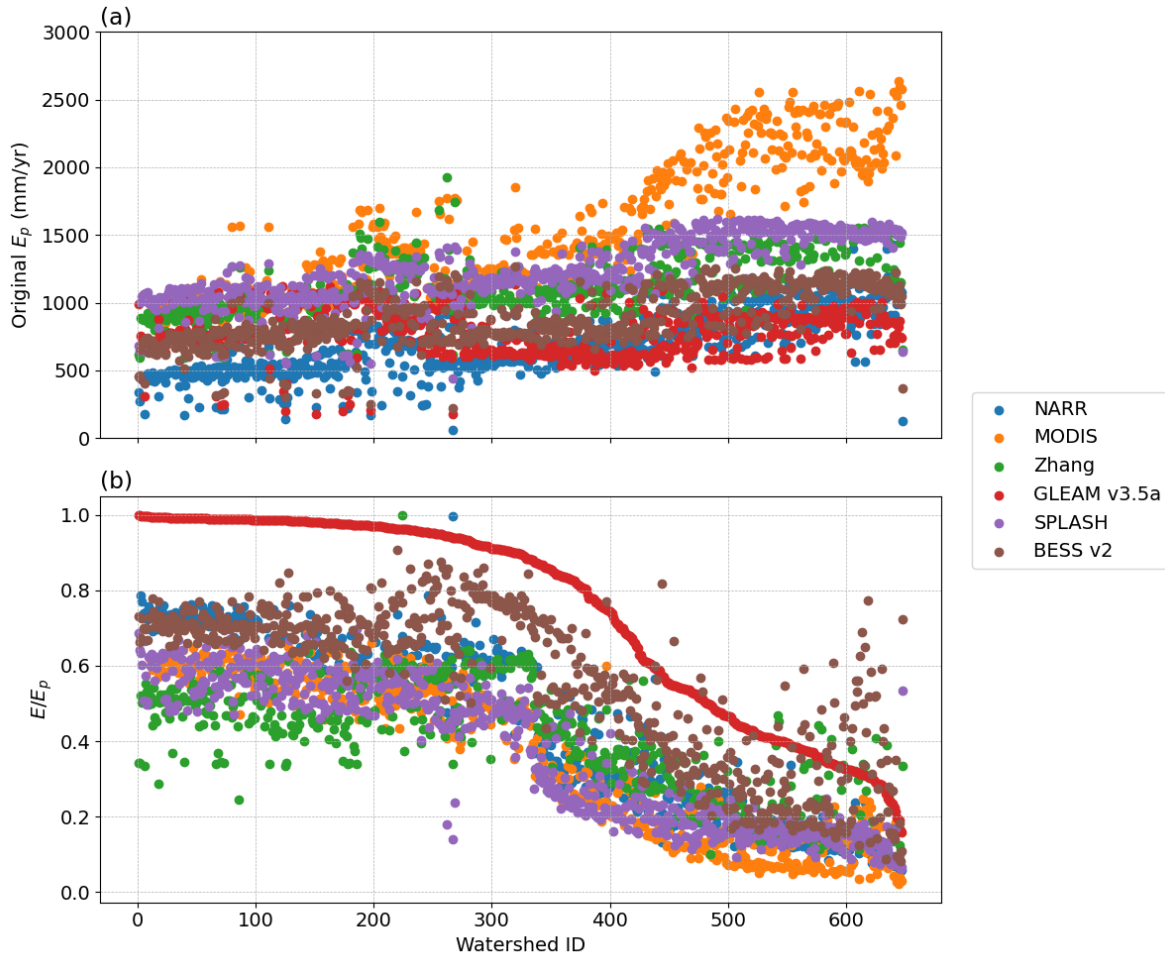 (a)
3000
2500
2000
1500
1000
500
0
Original E_p (mm/yr)
(b)
1.0
0.8
0.6
0.4
0.2
0.0
E/E_p
0 100 200 300 400 500 600
Watershed ID
NARR
MODIS
Zhang
GLEAM v3.5a
SPLASH
BESS v2